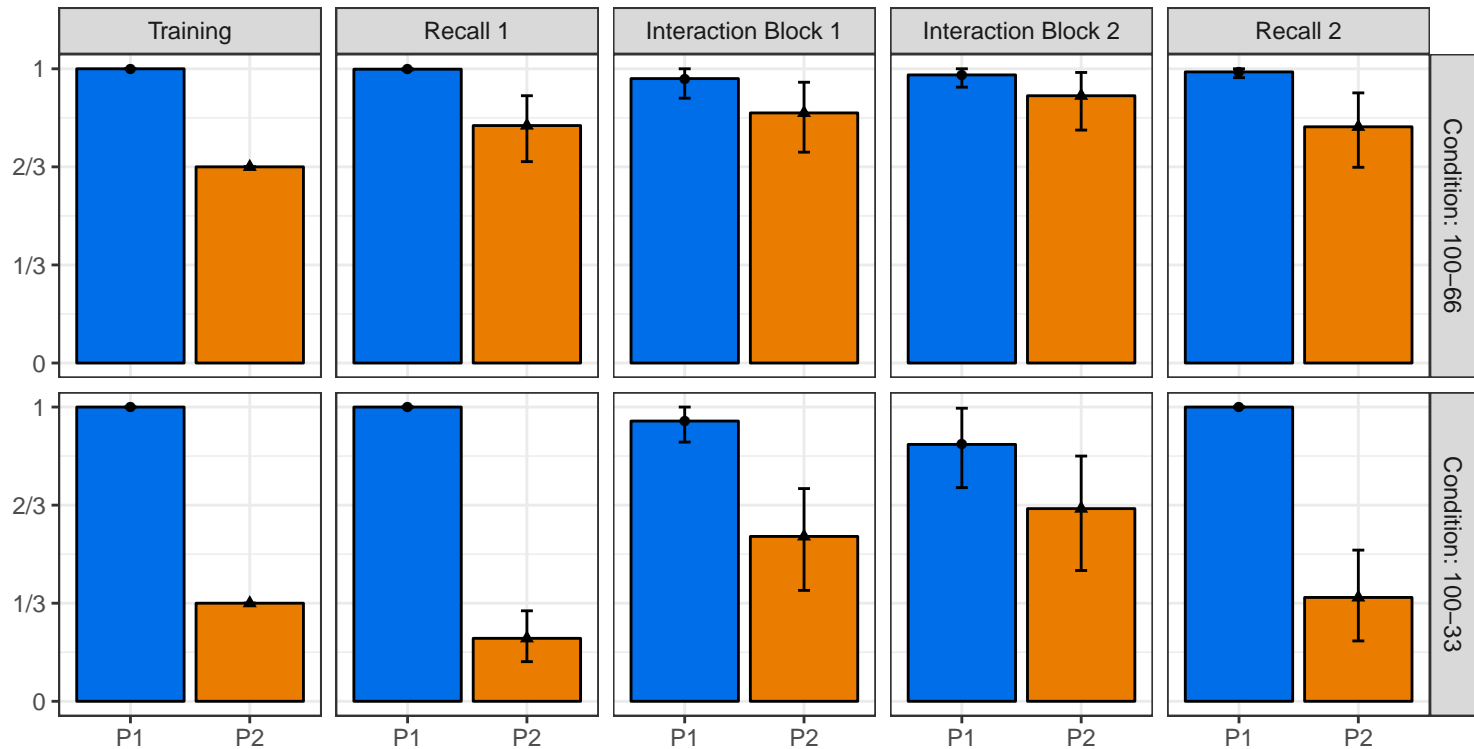 Training
Recall 1
Interaction Block 1
Interaction Block 2
Recall 2
1
2/3
1/3
0
Condition: 100–66
1
2/3
1/3
0
Condition: 100–33
P1
P2
P1
P2
P1
P2
P1
P2
P1
P2